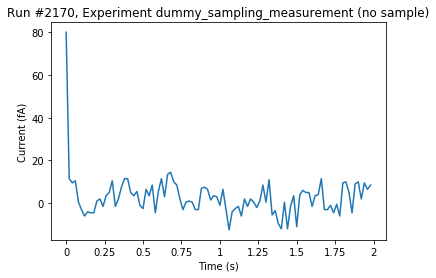 Run #2170, Experiment dummy_sampling_measurement (no sample)
80
60
40
20
0
Current (fA)
0 0.25 0.5 0.75 1 1.25 1.5 1.75 2
Time (s)